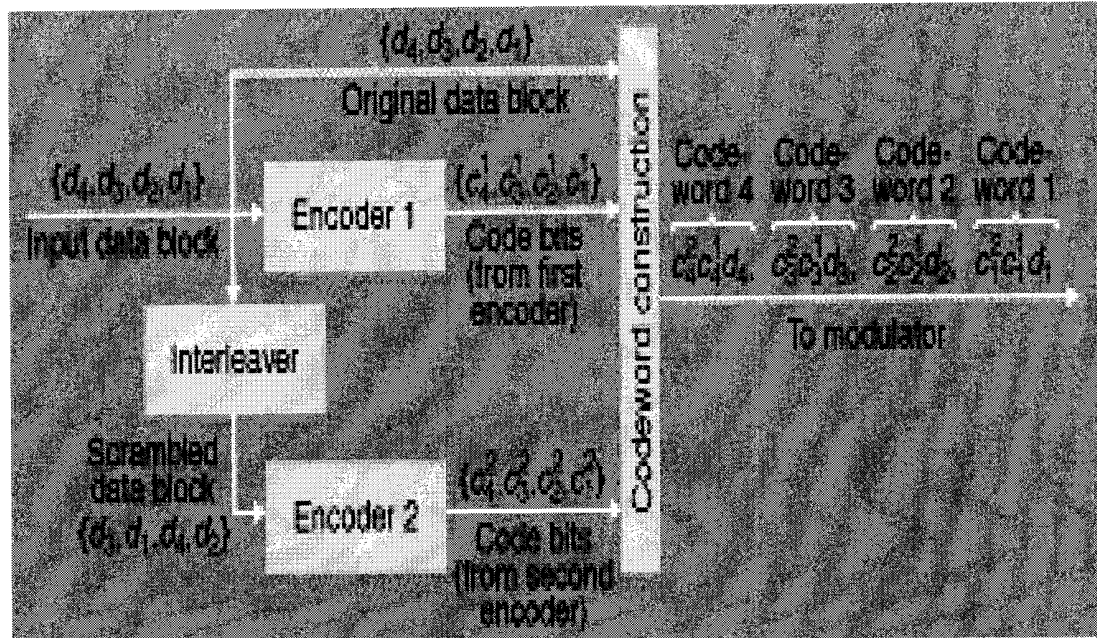 {d₄, d₃, d₂, d₁}
Original data block
{d₄, d₃, d₂, d₁}
Input data block
Encoder 1
{c₄¹, c₃¹, c₂¹, c₁¹}
Code bits
(from first
encoder)
Interleaver
Scrambled
data block
{d₃, d₁, d₄, d₂}
Encoder 2
{c₄², c₃², c₂², c₁²}
Code bits
(from second
encoder)
Codeword construction
Code-
word 4
Code-
word 3
Code-
word 2
Code-
word 1
c₄²c₄¹d₄,
c₃²c₃¹d₃,
c₂²c₂¹d₂,
c₁²c₁¹d₁
To modulator